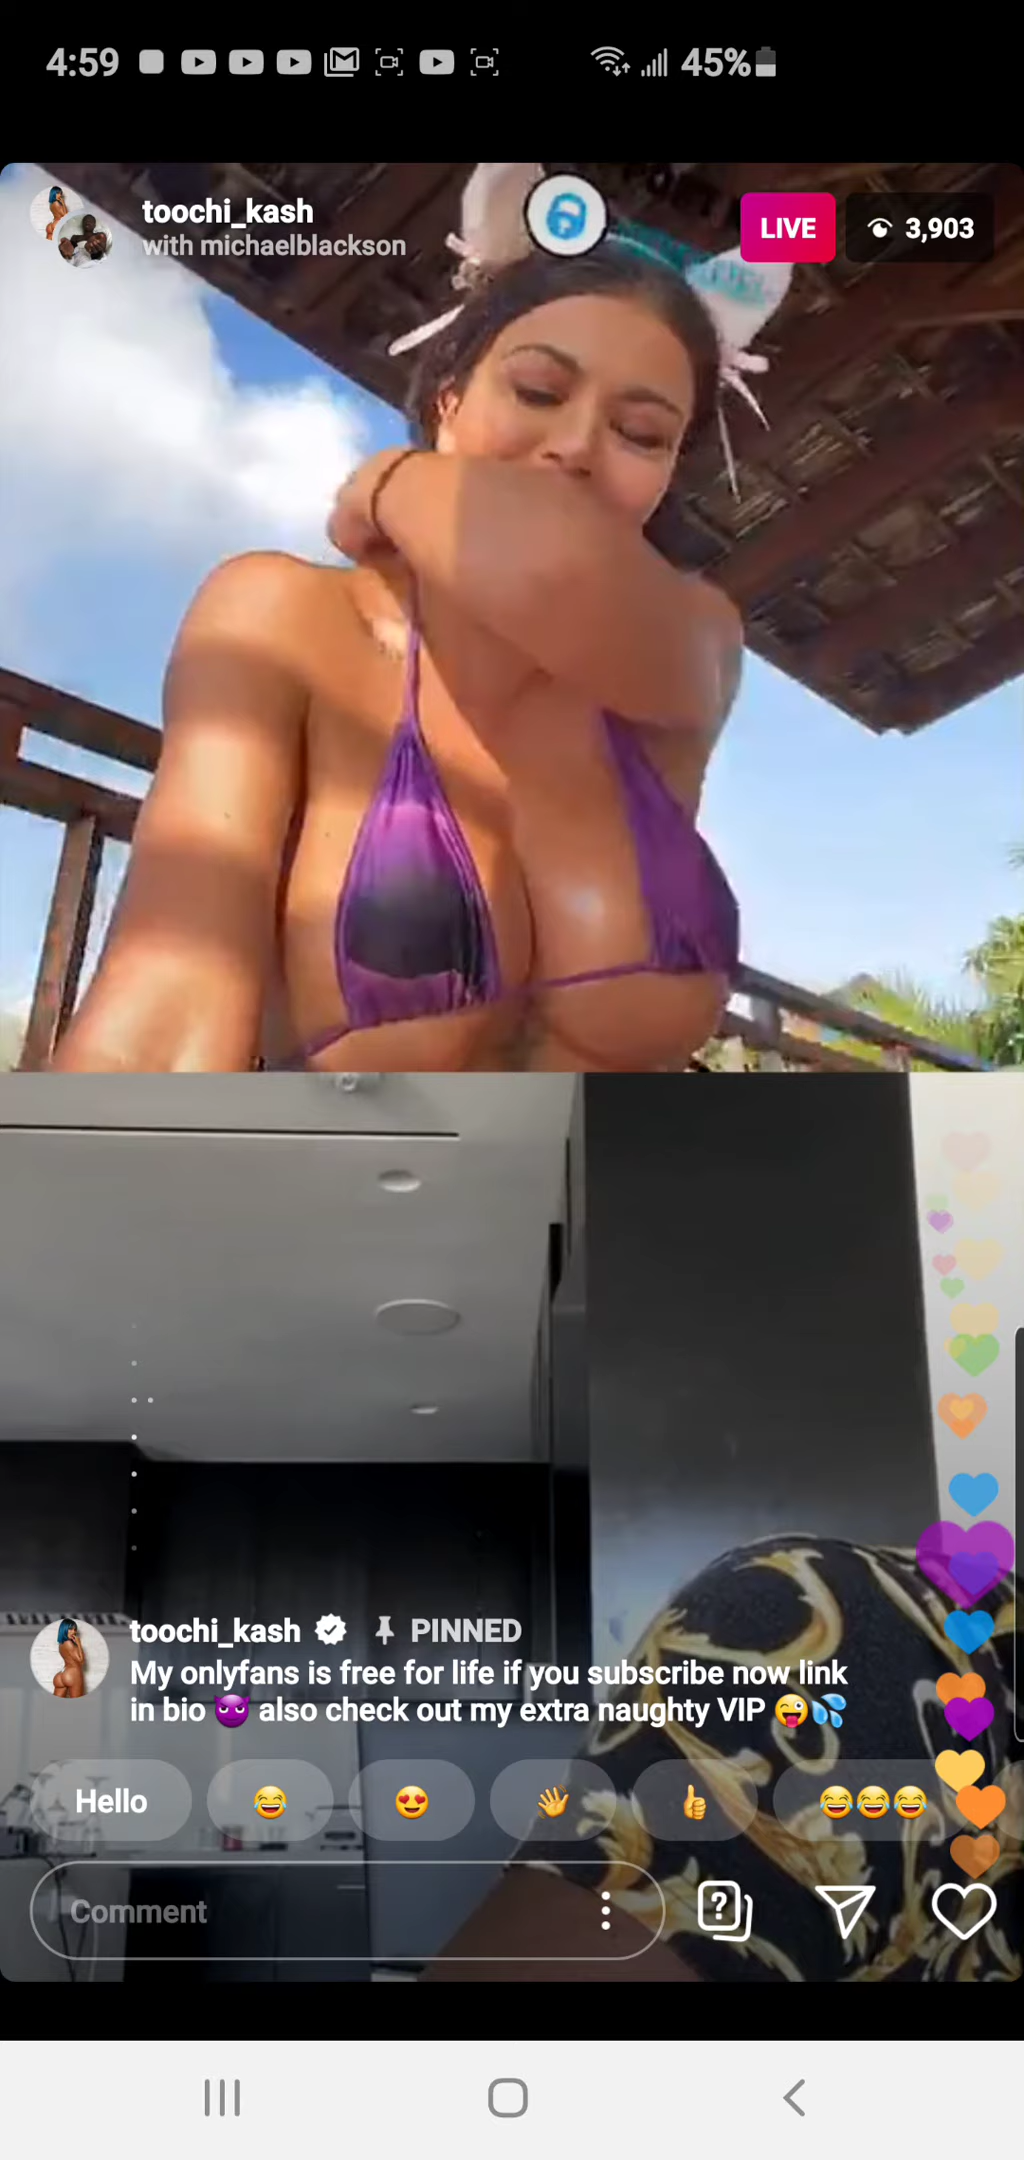 4:59
45%
toochi_kash
with michaelblackson
LIVE
3,903
toochi_kash PINNED
My onlyfans is free for life if you subscribe now link
in bio 😈 also check out my extra naughty VIP 😜💦
Hello 😂 😍 👋 👍 😂😂😂
Comment